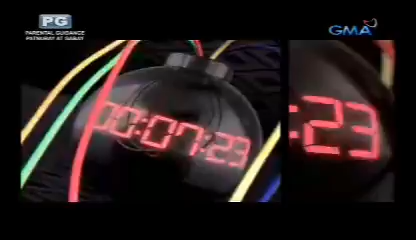 PG
PARENTAL GUIDANCE
PATNUBAY AT GABAY
GMA
00:07:23
:23